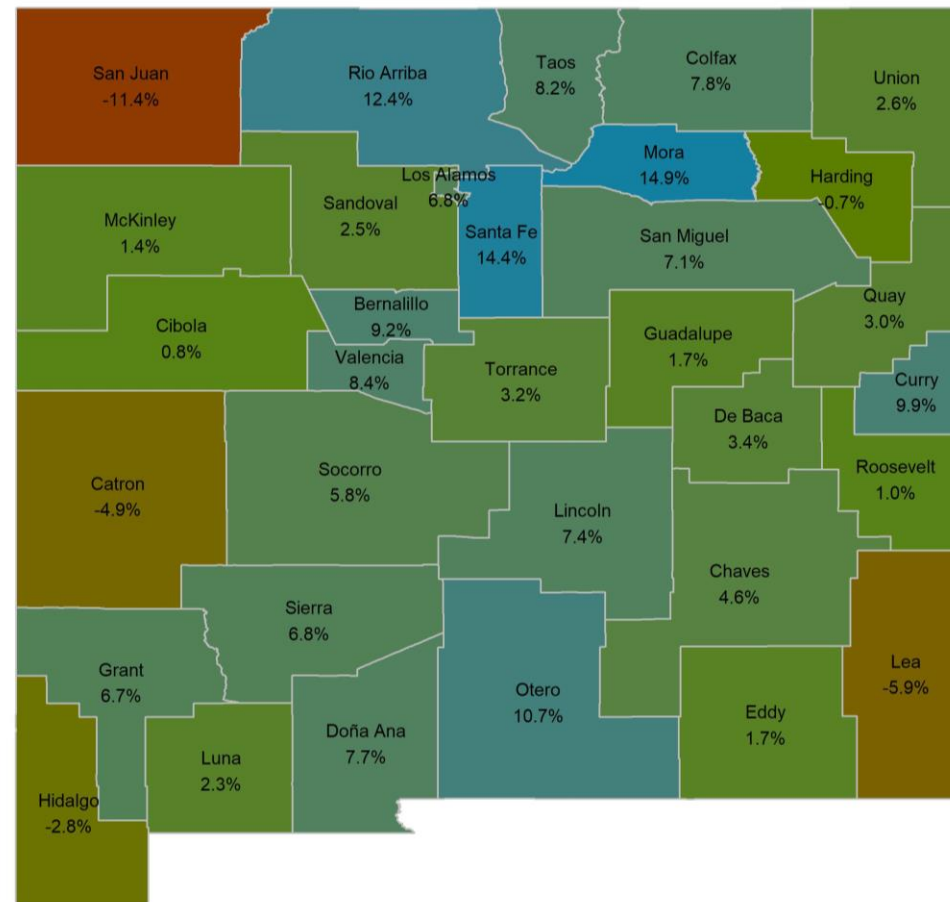 San Juan
-11.4%
Rio Arriba
12.4%
Taos
8.2%
Colfax
7.8%
Union
2.6%
Mora
14.9%
Harding
-0.7%
Los Alamos
6.8%
Sandoval
2.5%
McKinley
1.4%
Santa Fe
14.4%
San Miguel
7.1%
Quay
3.0%
Bernalillo
9.2%
Cibola
0.8%
Valencia
8.4%
Torrance
3.2%
Guadalupe
1.7%
Curry
9.9%
De Baca
3.4%
Roosevelt
1.0%
Catron
-4.9%
Socorro
5.8%
Lincoln
7.4%
Chaves
4.6%
Sierra
6.8%
Grant
6.7%
Otero
10.7%
Lea
-5.9%
Eddy
1.7%
Doña Ana
7.7%
Luna
2.3%
Hidalgo
-2.8%